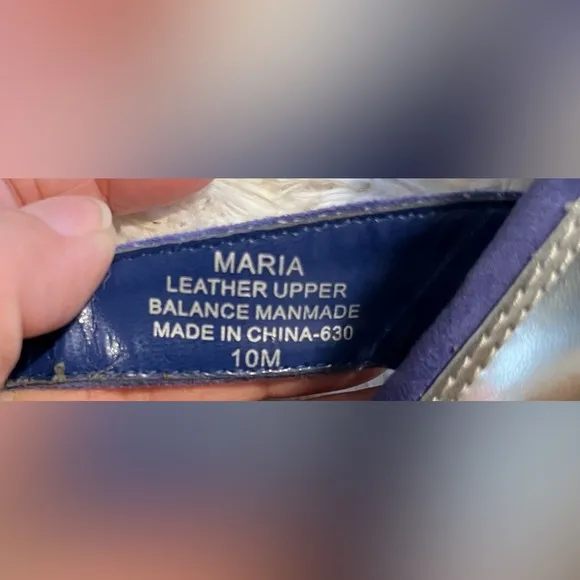 MARIA
LEATHER UPPER
BALANCE MANMADE
MADE IN CHINA-630
10M